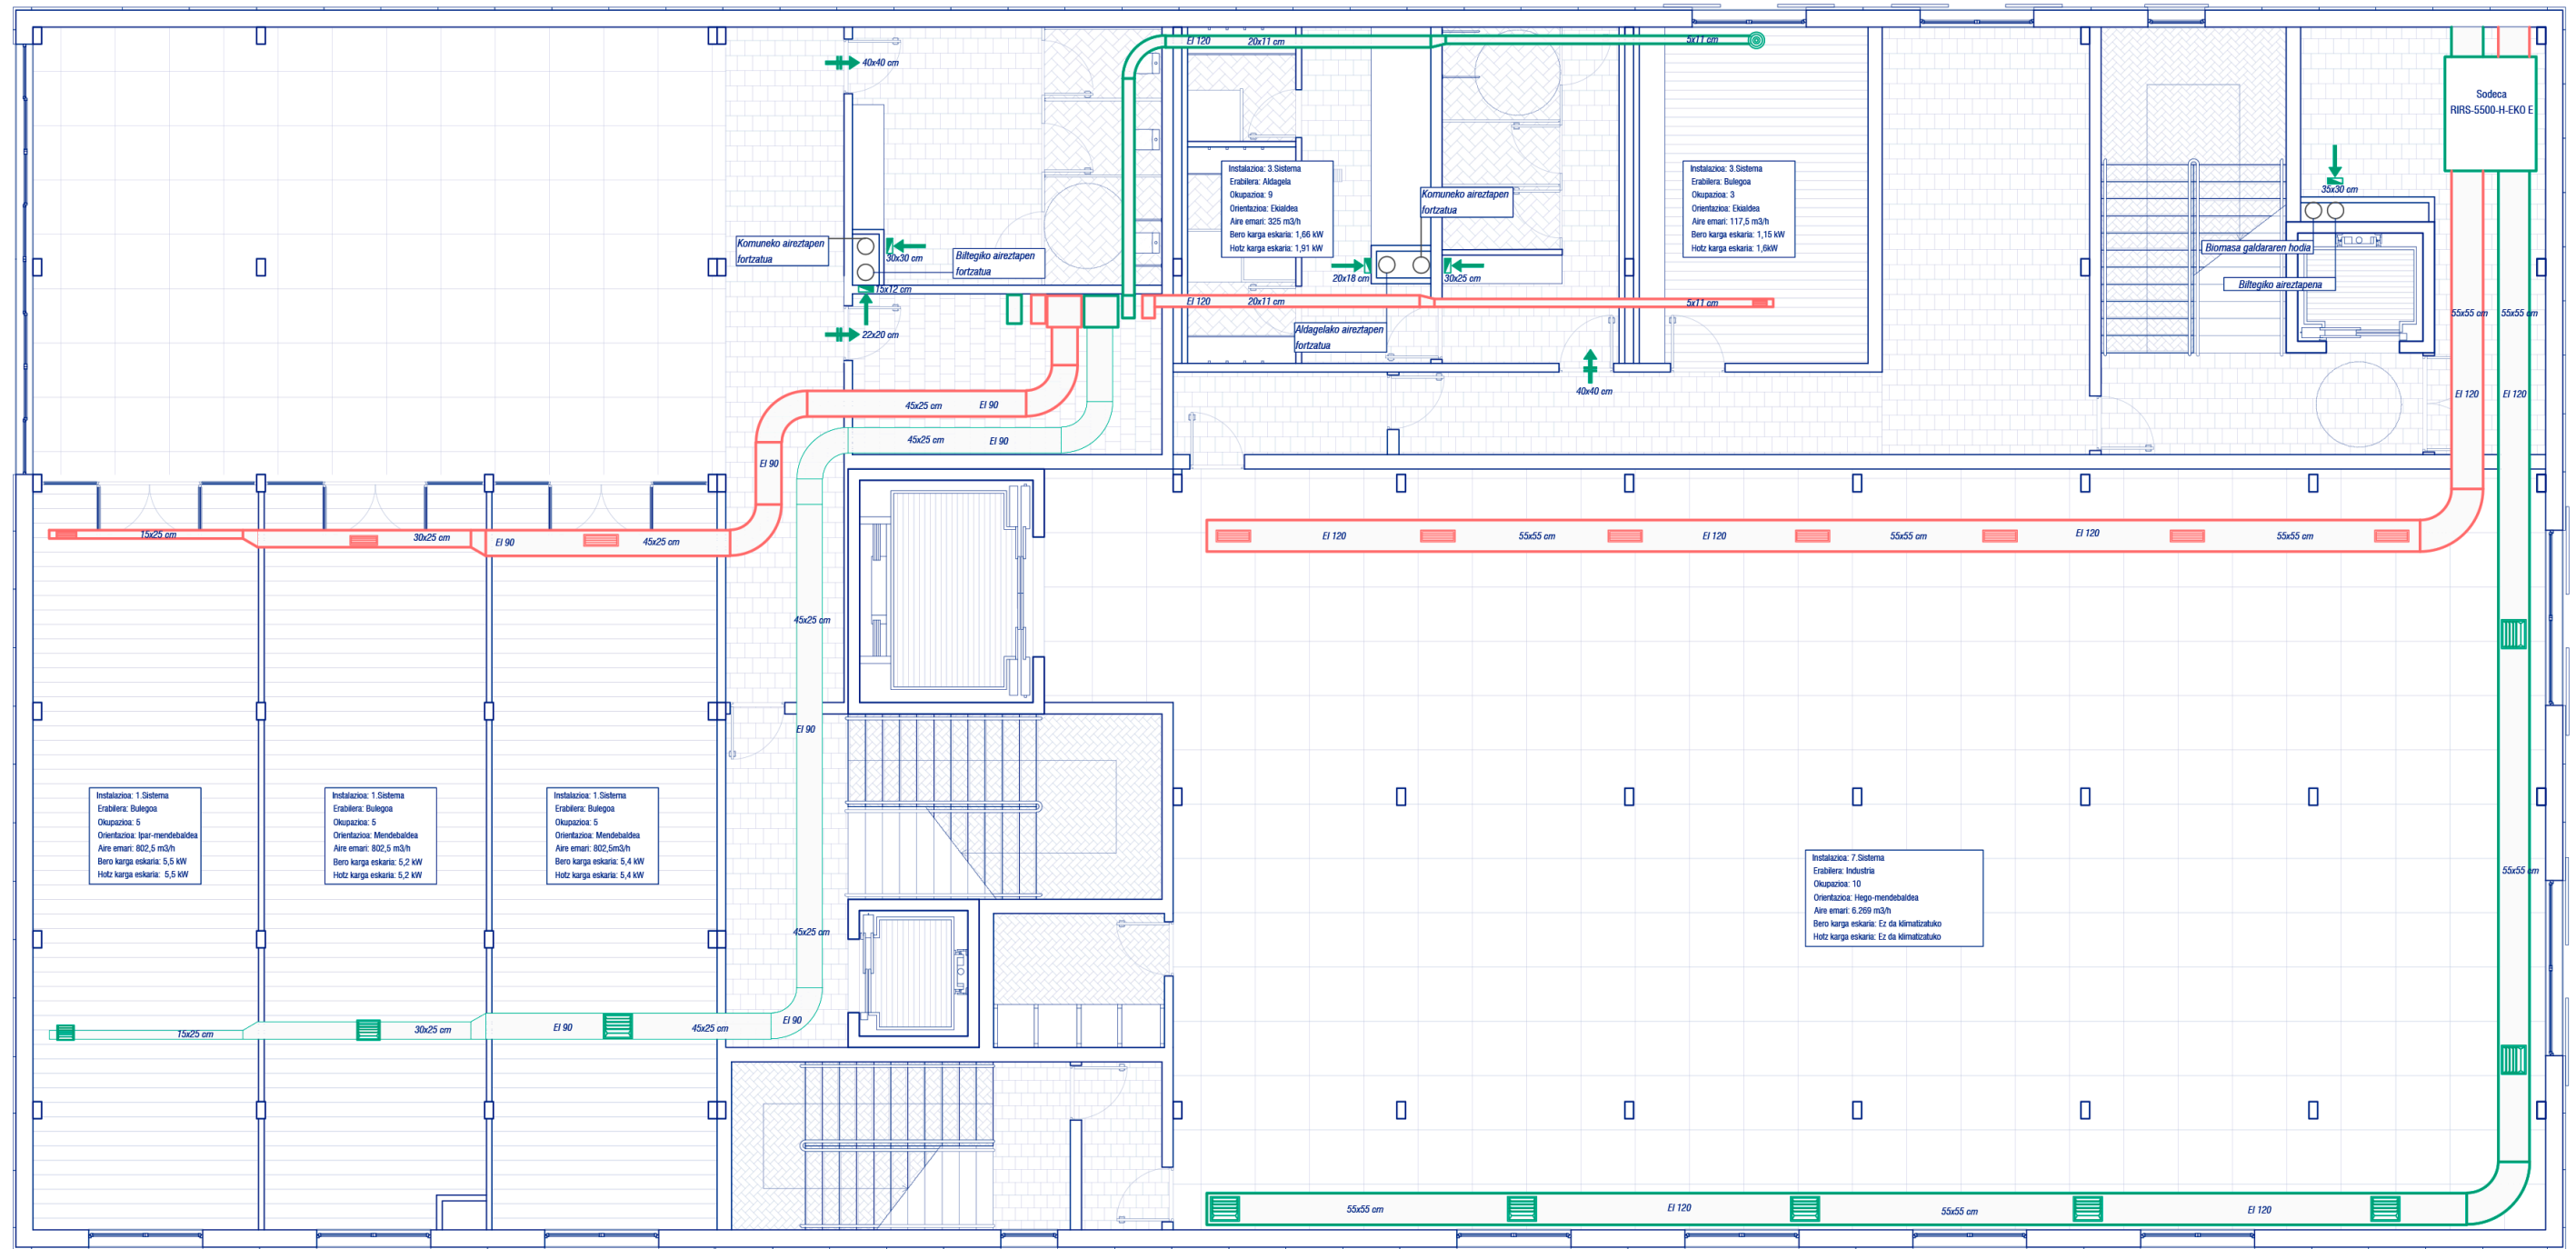 EI 120
20x11 cm
5x11 cm
40x40 cm
Sodeca
RIRS-5500-H-EKO E
Instalazioa: 3.Sistema
Erabilera: Aldagela
Okupazioa: 9
Orientazioa: Ekialdea
Aire emari: 325 m3/h
Bero karga eskaria: 1,66 kW
Hotz karga eskaria: 1,91 kW
Instalazioa: 3.Sistema
Erabilera: Bulegoa
Okupazioa: 3
Orientazioa: Ekialdea
Aire emari: 117,5 m3/h
Bero karga eskaria: 1,15 kW
Hotz karga eskaria: 1,6kW
Komuneko aireztapen
fortzatua
35x30 cm
Komuneko aireztapen
fortzatua
30x30 cm
Biltegiko aireztapen
fortzatua
Biomasa galdararen hodia
Biltegiko aireztapena
20x18 cm
30x25 cm
15x12 cm
EI 120
20x11 cm
5x11 cm
55x55 cm
55x55 cm
22x20 cm
Aldagelako aireztapen
fortzatua
40x40 cm
EI 120
EI 120
45x25 cm
EI 90
45x25 cm
EI 90
EI 90
15x25 cm
30x25 cm
EI 90
45x25 cm
EI 120
55x55 cm
EI 120
55x55 cm
EI 120
55x55 cm
45x25 cm
EI 90
Instalazioa: 1.Sistema
Erabilera: Bulegoa
Okupazioa: 5
Orientazioa: Ipar-mendebaldea
Aire emari: 802,5 m3/h
Bero karga eskaria: 5,5 kW
Hotz karga eskaria: 5,5 kW
Instalazioa: 1.Sistema
Erabilera: Bulegoa
Okupazioa: 5
Orientazioa: Mendebaldea
Aire emari: 802,5 m3/h
Bero karga eskaria: 5,2 kW
Hotz karga eskaria: 5,2 kW
Instalazioa: 1.Sistema
Erabilera: Bulegoa
Okupazioa: 5
Orientazioa: Mendebaldea
Aire emari: 802,5m3/h
Bero karga eskaria: 5,4 kW
Hotz karga eskaria: 5,4 kW
Instalazioa: 7.Sistema
Erabilera: Industria
Okupazioa: 10
Orientazioa: Hego-mendebaldea
Aire emari: 6.269 m3/h
Bero karga eskaria: Ez da klimatizatuko
Hotz karga eskaria: Ez da klimatizatuko
55x55 cm
45x25 cm
15x25 cm
30x25 cm
EI 90
45x25 cm
EI 90
55x55 cm
EI 120
55x55 cm
EI 120